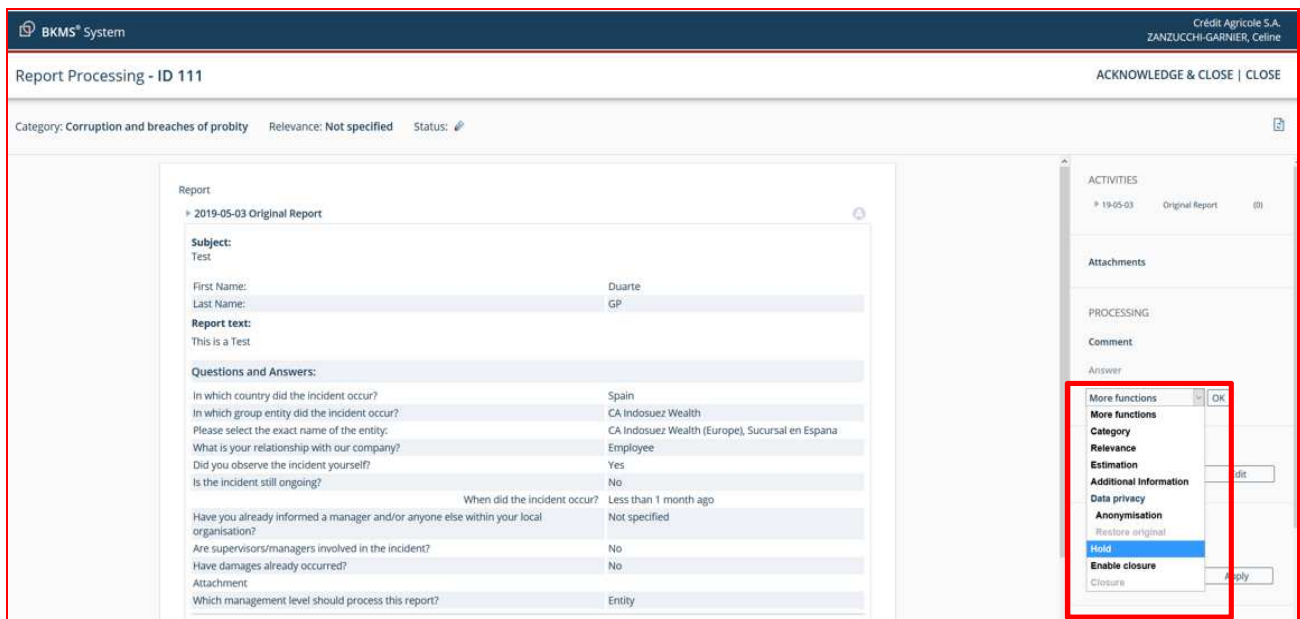 BKMS® System
Crédit Agricole S.A.
ZANZUCCHI-GARNIER, Celine
Report Processing - ID 111
ACKNOWLEDGE & CLOSE | CLOSE
Category: Corruption and breaches of probity Relevance: Not specified Status:
Report
2019-05-03 Original Report
Subject:
Test
First Name: Duarte
Last Name: GP
Report text:
This is a Test
Questions and Answers:
In which country did the incident occur? Spain
In which group entity did the incident occur? CA Indosuez Wealth
Please select the exact name of the entity: CA Indosuez Wealth (Europe), Sucursal en Espana
What is your relationship with our company? Employee
Did you observe the incident yourself? Yes
Is the incident still ongoing? No
When did the incident occur? Less than 1 month ago
Have you already informed a manager and/or anyone else within your local Not specified
organisation?
Are supervisors/managers involved in the incident? No
Have damages already occurred? No
Attachment
Which management level should process this report? Entity
ACTIVITIES
19-05-03 Original Report (0)
Attachments
PROCESSING
Comment
Answer
More functions OK
More functions
Category
Relevance
Estimation
Additional Information
Edit
Data privacy
Anonymisation
Restore original
Hold
Enable closure
Closure
Apply